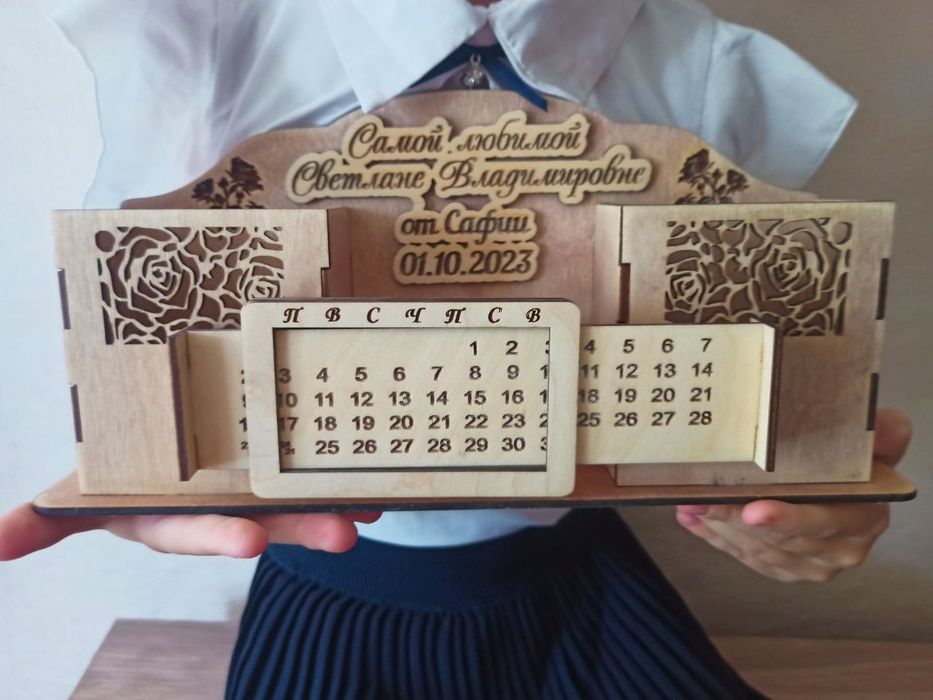 Самой любимой
Светлане Владимировне
от Сафии
01.10.2023
П В С Ч П С В
1 2 4 5 6 7
3 4 5 6 7 8 9 11 12 13 14
10 11 12 13 14 15 16 18 19 20 21
17 18 19 20 21 22 23 25 26 27 28
25 26 27 28 29 30